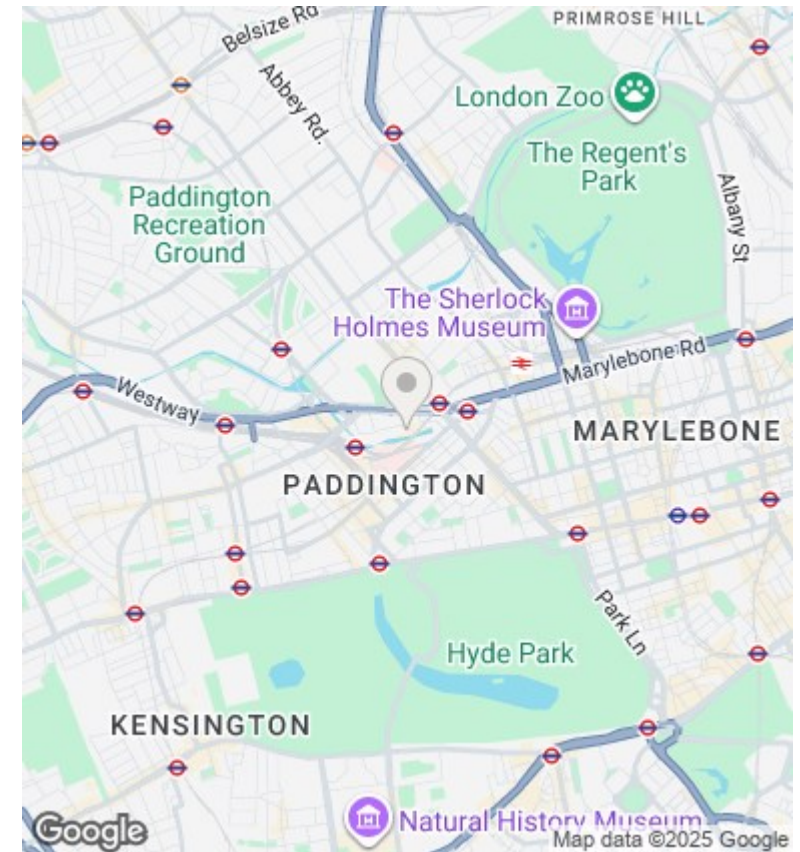 PRIMROSE HILL
Belsize Rd
Abbey Rd.
London Zoo
The Regent's
Park
Albany St
Paddington
Recreation
Ground
The Sherlock
Holmes Museum
Marylebone Rd
Westway
MARYLEBONE
PADDINGTON
Park Ln
Hyde Park
KENSINGTON
Natural History Museum
Google
Map data ©2025 Google